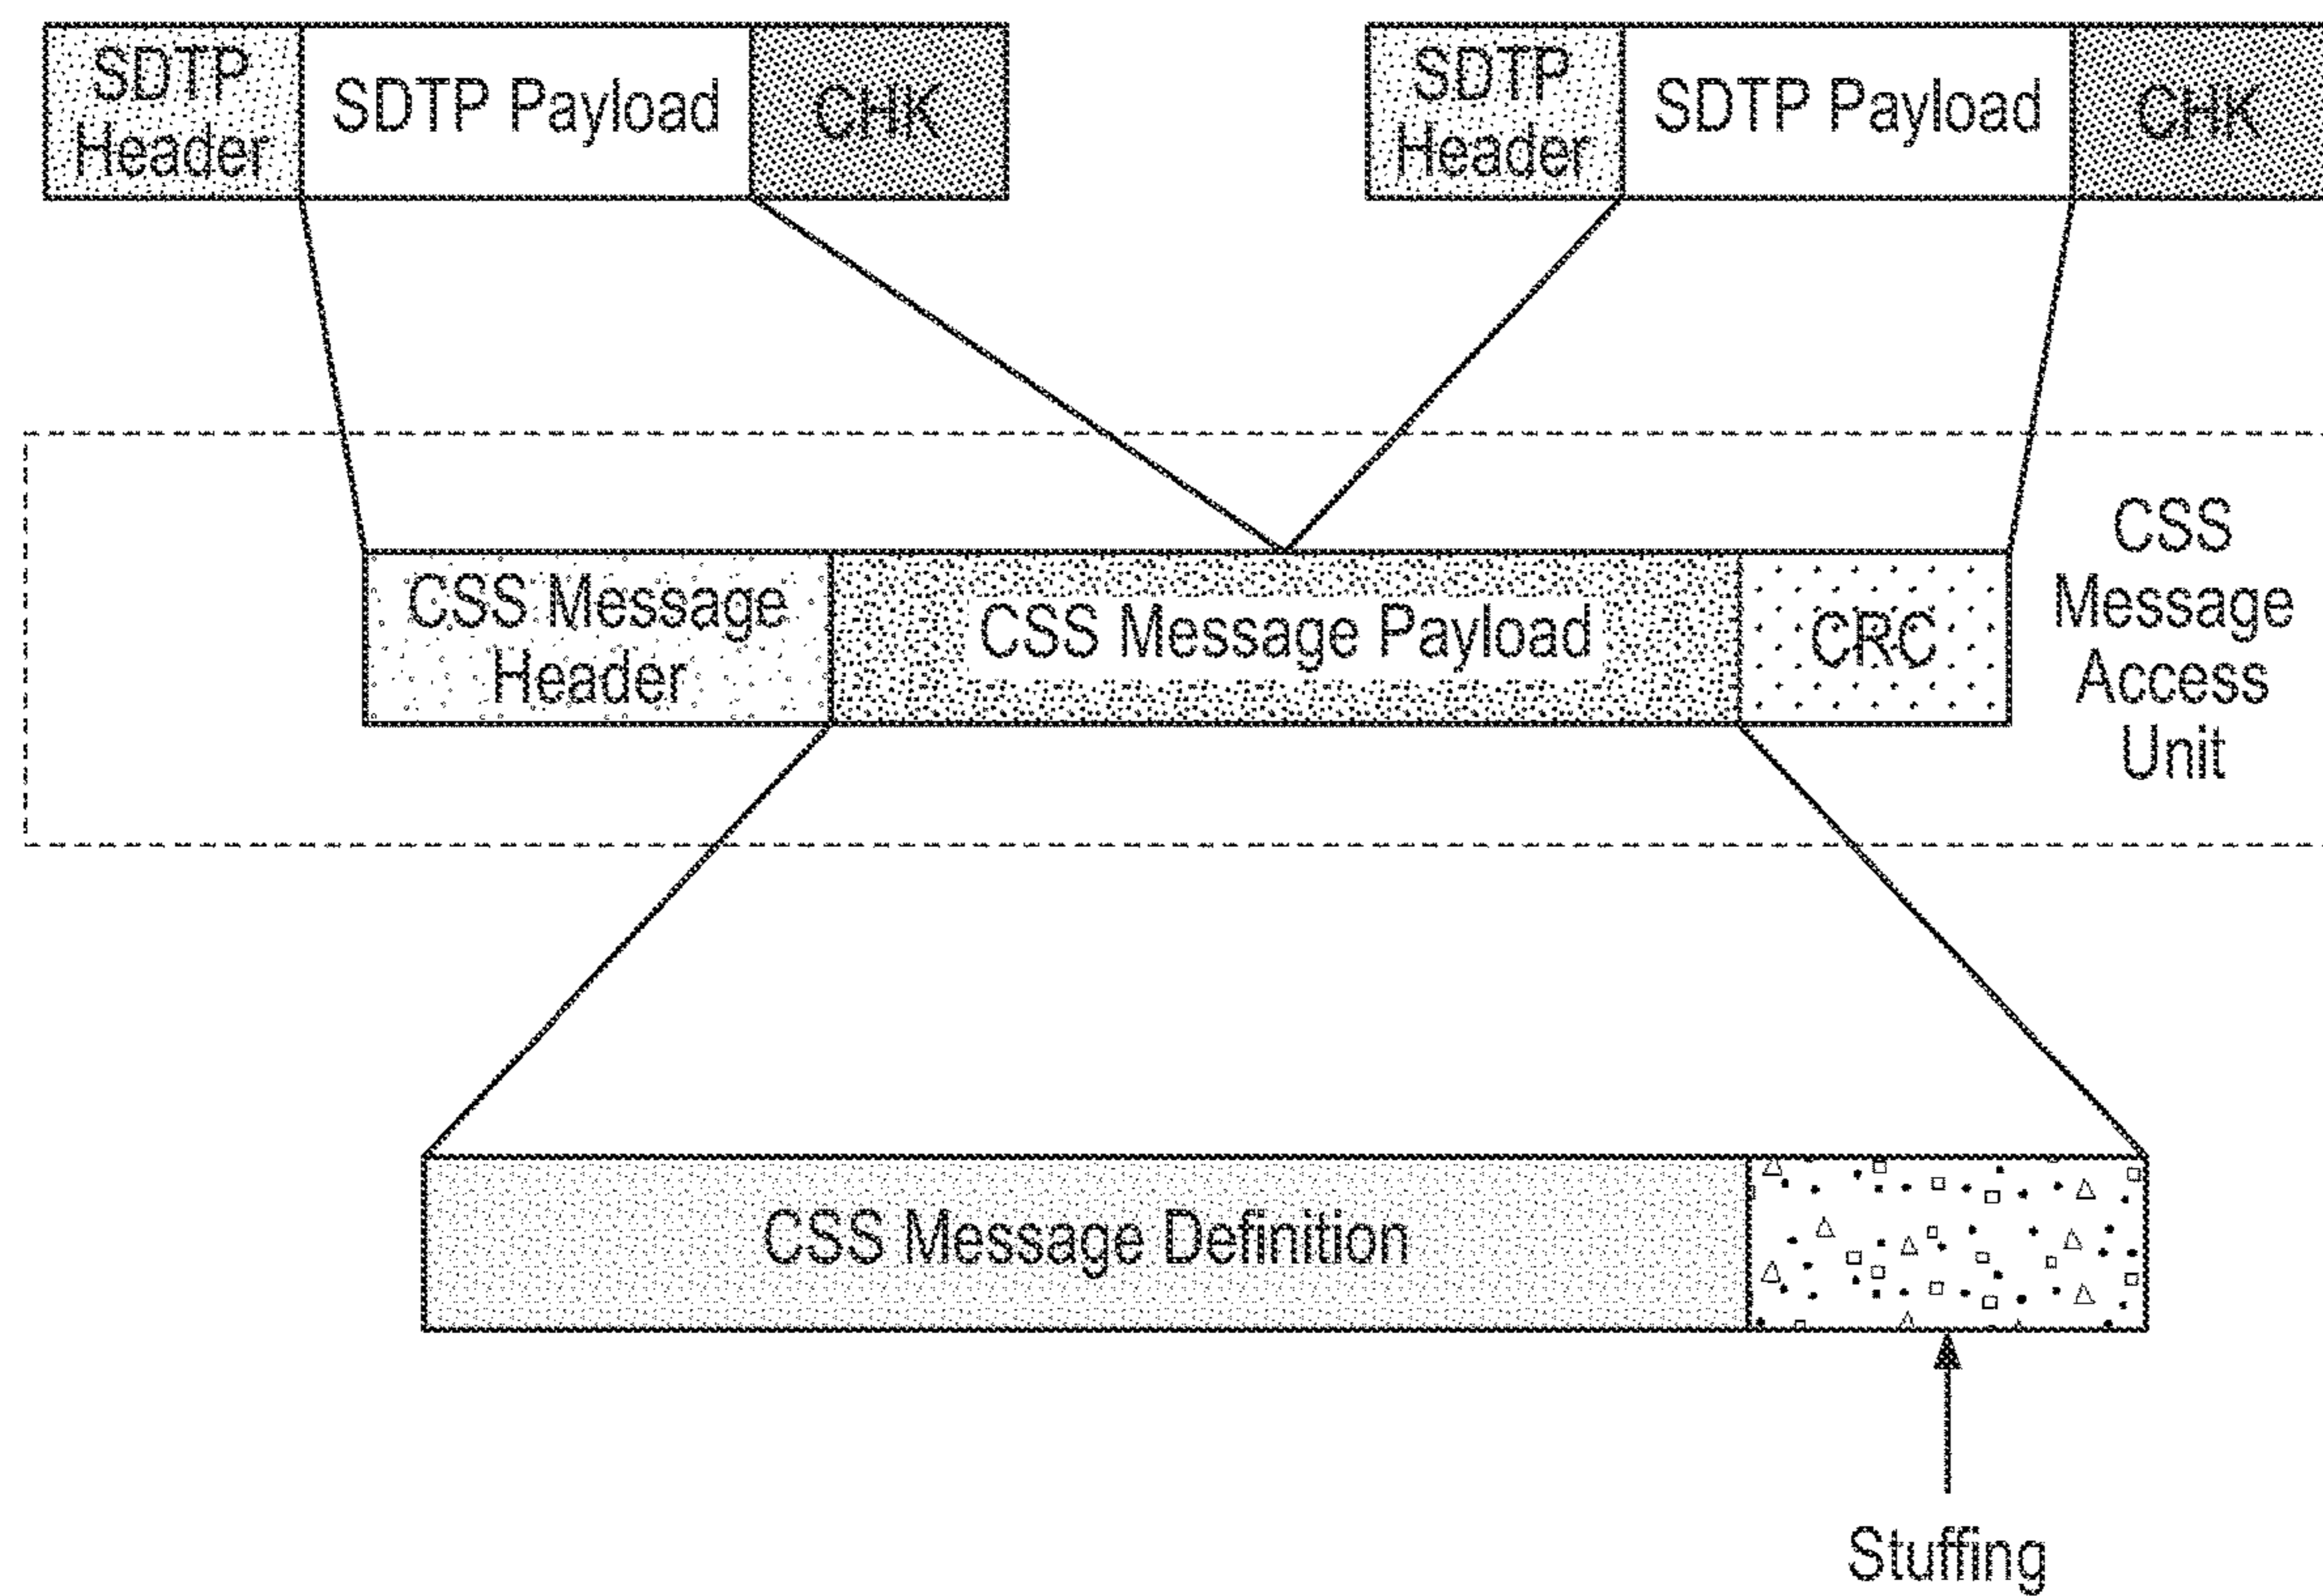 SDTP
Header
SDTP Payload
CHK
SDTP
Header
SDTP Payload
CHK
CSS Message
Header
CSS Message Payload
CRC
CSS
Message
Access
Unit
CSS Message Definition
Stuffing